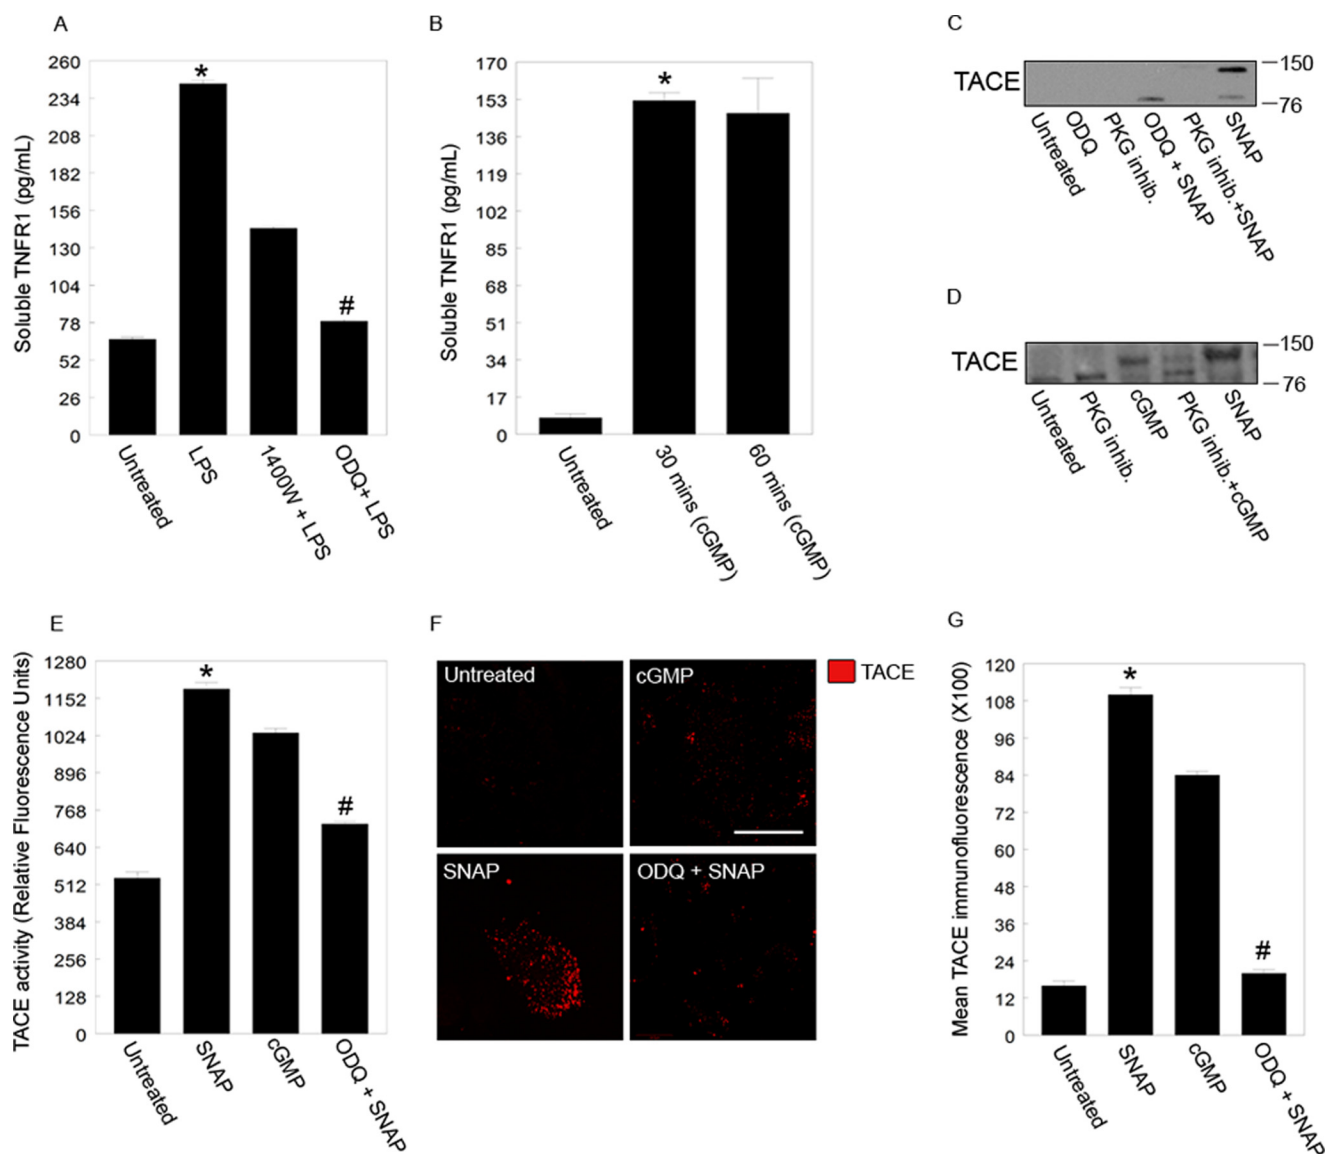 A
Soluble TNFR1 (pg/mL)
260
234
208
182
156
130
104
78
52
26
0
*
#
Untreated
LPS
1400W + LPS
ODQ+ LPS
B
Soluble TNFR1 (pg/mL)
170
153
136
119
102
85
68
51
34
17
0
*
Untreated
30 mins (cGMP)
60 mins (cGMP)
C
TACE
150
76
Untreated
ODQ
PKG inhib.
ODQ + SNAP
PKG inhib.+SNAP
SNAP
D
TACE
150
76
Untreated
PKG inhib.
cGMP
PKG inhib.+cGMP
SNAP
E
TACE activity (Relative Fluorescence Units)
1280
1152
1024
896
768
640
512
384
256
128
0
*
#
Untreated
SNAP
cGMP
ODQ + SNAP
F
Untreated
cGMP
SNAP
ODQ + SNAP
TACE
G
Mean TACE immunofluorescence (X100)
120
108
96
84
72
60
48
36
24
12
0
*
#
Untreated
SNAP
cGMP
ODQ + SNAP